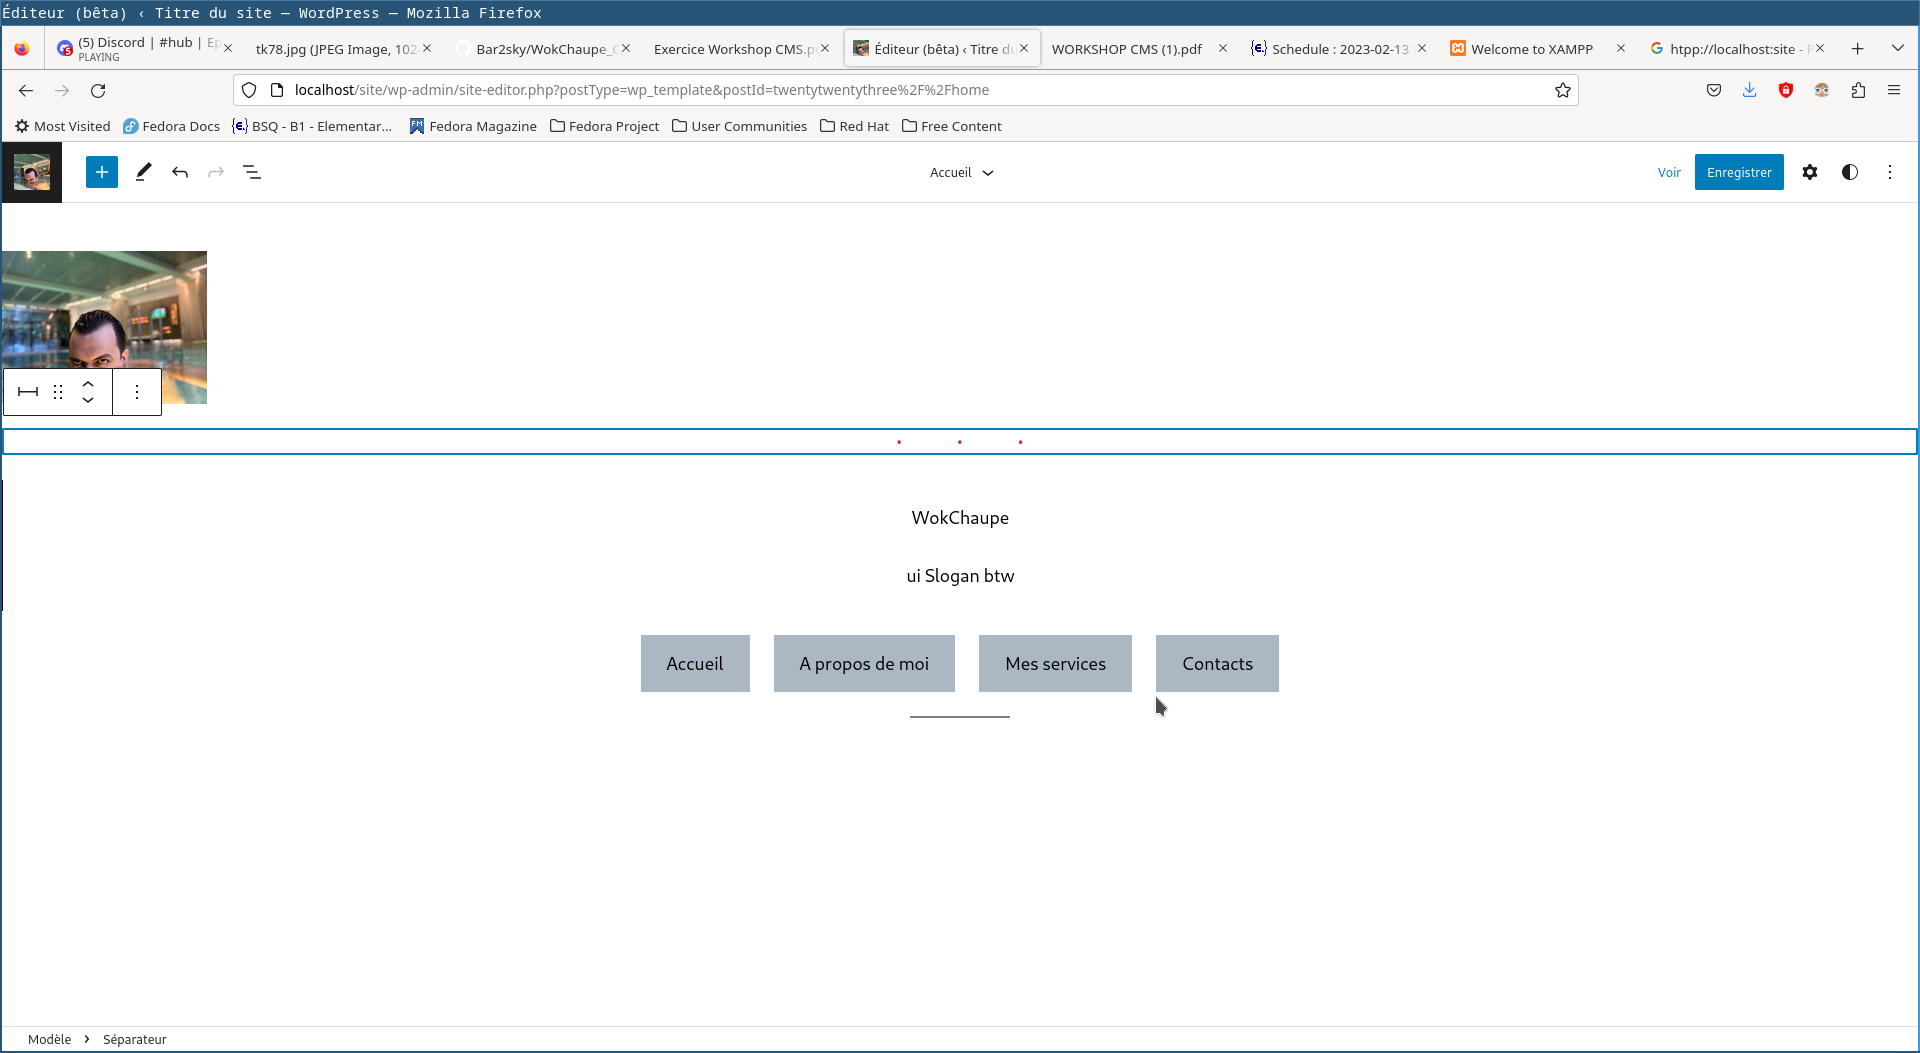 Éditeur (bêta) ‹ Titre du site — WordPress — Mozilla Firefox
(5) Discord | #hub | Ep
PLAYING
tk78.jpg (JPEG Image, 102
Bar2sky/WokChaupe_C
Exercice Workshop CMS.p
Éditeur (bêta) ‹ Titre du
WORKSHOP CMS (1).pdf
Schedule : 2023-02-13
Welcome to XAMPP
htpp://localhost:site - R
localhost/site/wp-admin/site-editor.php?postType=wp_template&postId=twentytwentythree%2F%2Fhome
Most Visited
Fedora Docs
BSQ - B1 - Elementar...
Fedora Magazine
Fedora Project
User Communities
Red Hat
Free Content
Accueil
Voir
Enregistrer
WokChaupe
ui Slogan btw
Accueil
A propos de moi
Mes services
Contacts
Modèle
Séparateur